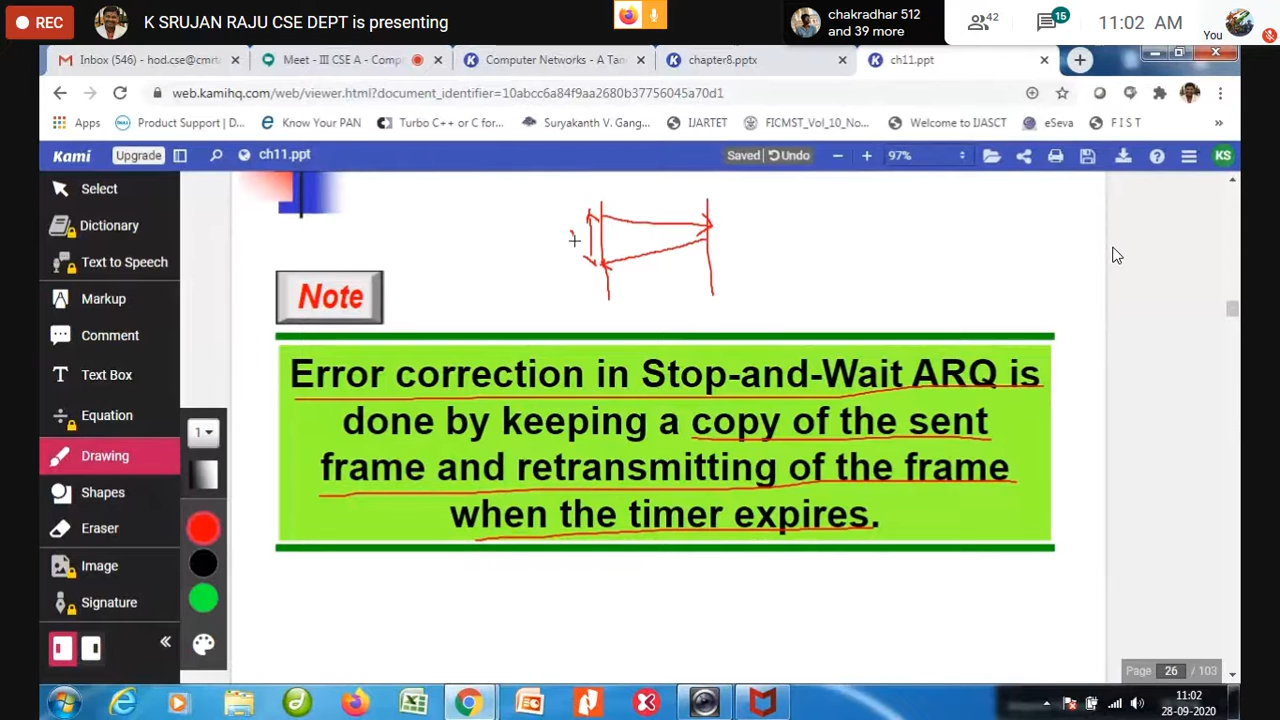 REC
K SRUJAN RAJU CSE DEPT is presenting
chakradhar 512
and 39 more
42
15
11:02 AM
You
Inbox (546) - hod.cse@cmrt
Meet - III CSE A - Comp
Computer Networks - A Tan
chapter8.pptx
ch11.ppt
web.kamihq.com/web/viewer.html?document_identifier=10abcc6a84f9aa2680b37756045a70d1
Apps
Product Support | D...
Know Your PAN
Turbo C++ or C for...
Suryakanth V. Gang...
IJARTET
FICMST_Vol_10_No...
Welcome to IJASCT
eSeva
F I S T
»
Kami
Upgrade
ch11.ppt
Saved
Undo
97%
KS
Select
Dictionary
Text to Speech
Markup
Comment
Text Box
Equation
Drawing
Shapes
Eraser
Image
Signature
1
Note
Error correction in Stop-and-Wait ARQ is
done by keeping a copy of the sent
frame and retransmitting of the frame
when the timer expires.
Page 26 / 103
11:02
28-09-2020